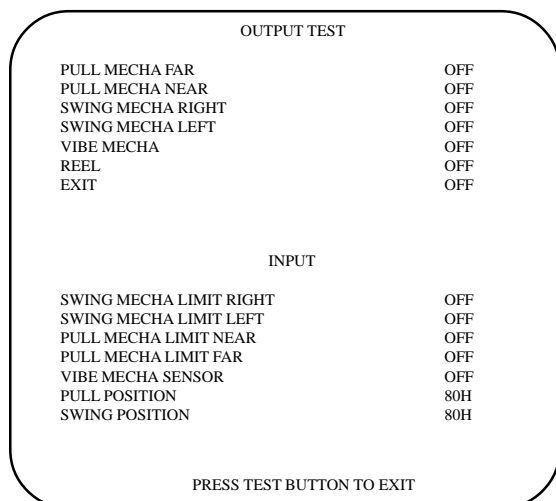 OUTPUT TEST
PULL MECHA FAR OFF
PULL MECHA NEAR OFF
SWING MECHA RIGHT OFF
SWING MECHA LEFT OFF
VIBE MECHA OFF
REEL OFF
EXIT OFF
INPUT
SWING MECHA LIMIT RIGHT OFF
SWING MECHA LIMIT LEFT OFF
PULL MECHA LIMIT NEAR OFF
PULL MECHA LIMIT FAR OFF
VIBE MECHA SENSOR OFF
PULL POSITION 80H
SWING POSITION 80H
PRESS TEST BUTTON TO EXIT